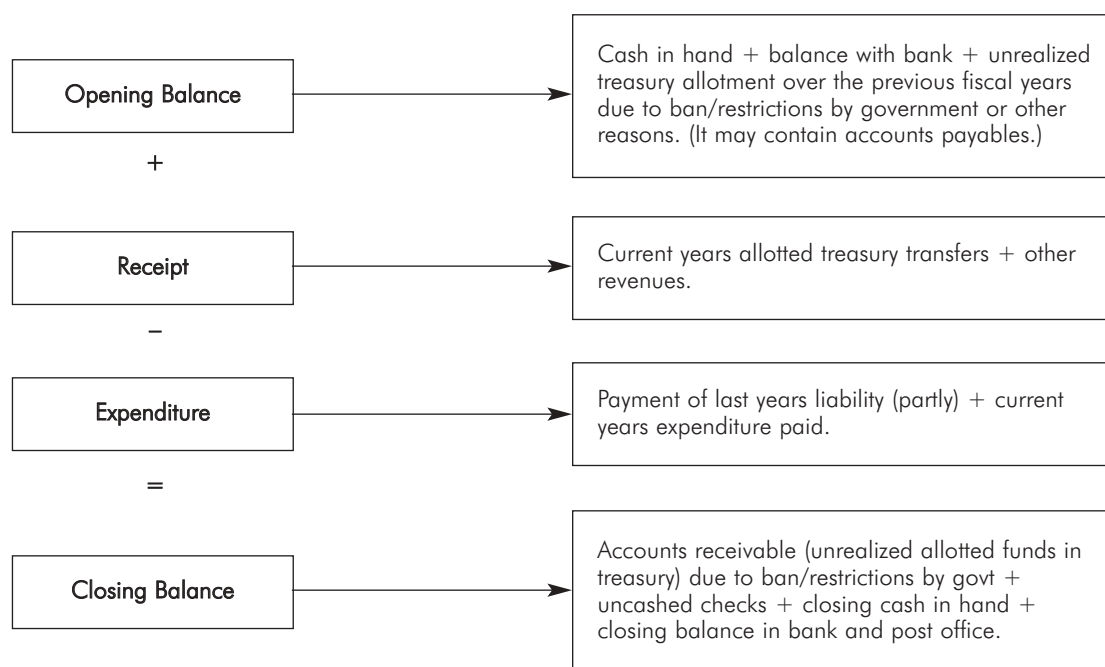 Opening Balance
Cash in hand + balance with bank + unrealized
treasury allotment over the previous fiscal years
due to ban/restrictions by government or other
reasons. (It may contain accounts payables.)
+
Receipt
Current years allotted treasury transfers + other
revenues.
–
Expenditure
Payment of last years liability (partly) + current
years expenditure paid.
=
Closing Balance
Accounts receivable (unrealized allotted funds in
treasury) due to ban/restrictions by govt +
uncashed checks + closing cash in hand +
closing balance in bank and post office.